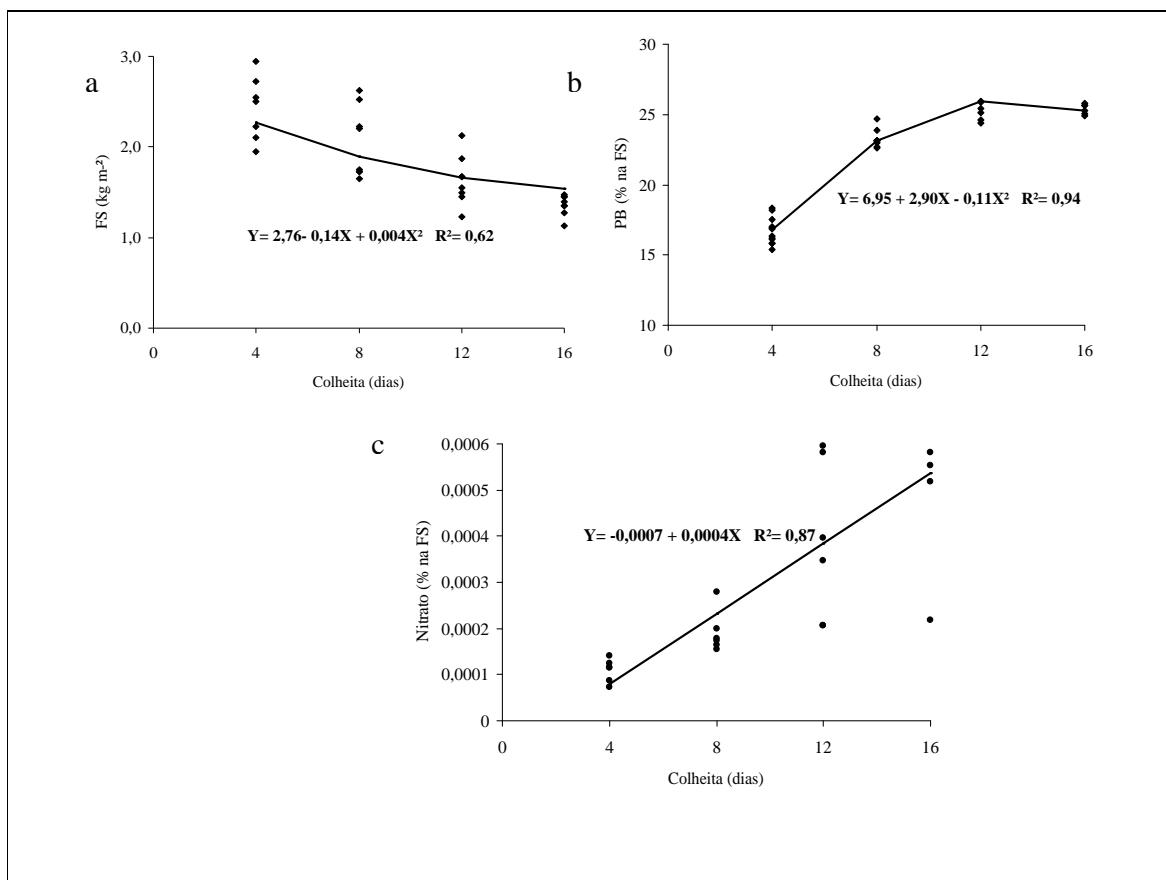 a
3,0
2,0
1,0
0,0
FS (kg m-²)
Y= 2,76- 0,14X + 0,004X²   R²= 0,62
0 4 8 12 16
Colheita (dias)
b
30
25
20
15
10
PB (% na FS)
Y= 6,95 + 2,90X - 0,11X²   R²= 0,94
0 4 8 12 16
Colheita (dias)
c
0,0006
0,0005
0,0004
0,0003
0,0002
0,0001
0
Nitrato (% na FS)
Y= -0,0007 + 0,0004X   R²= 0,87
0 4 8 12 16
Colheita (dias)